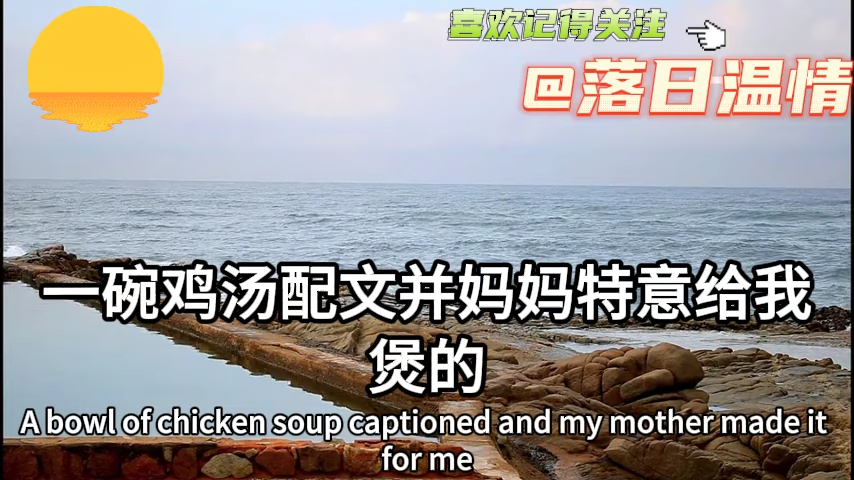 喜欢记得关注
@落日温情
一碗鸡汤配文并妈妈特意给我
煲的
A bowl of chicken soup captioned and my mother made it
for me